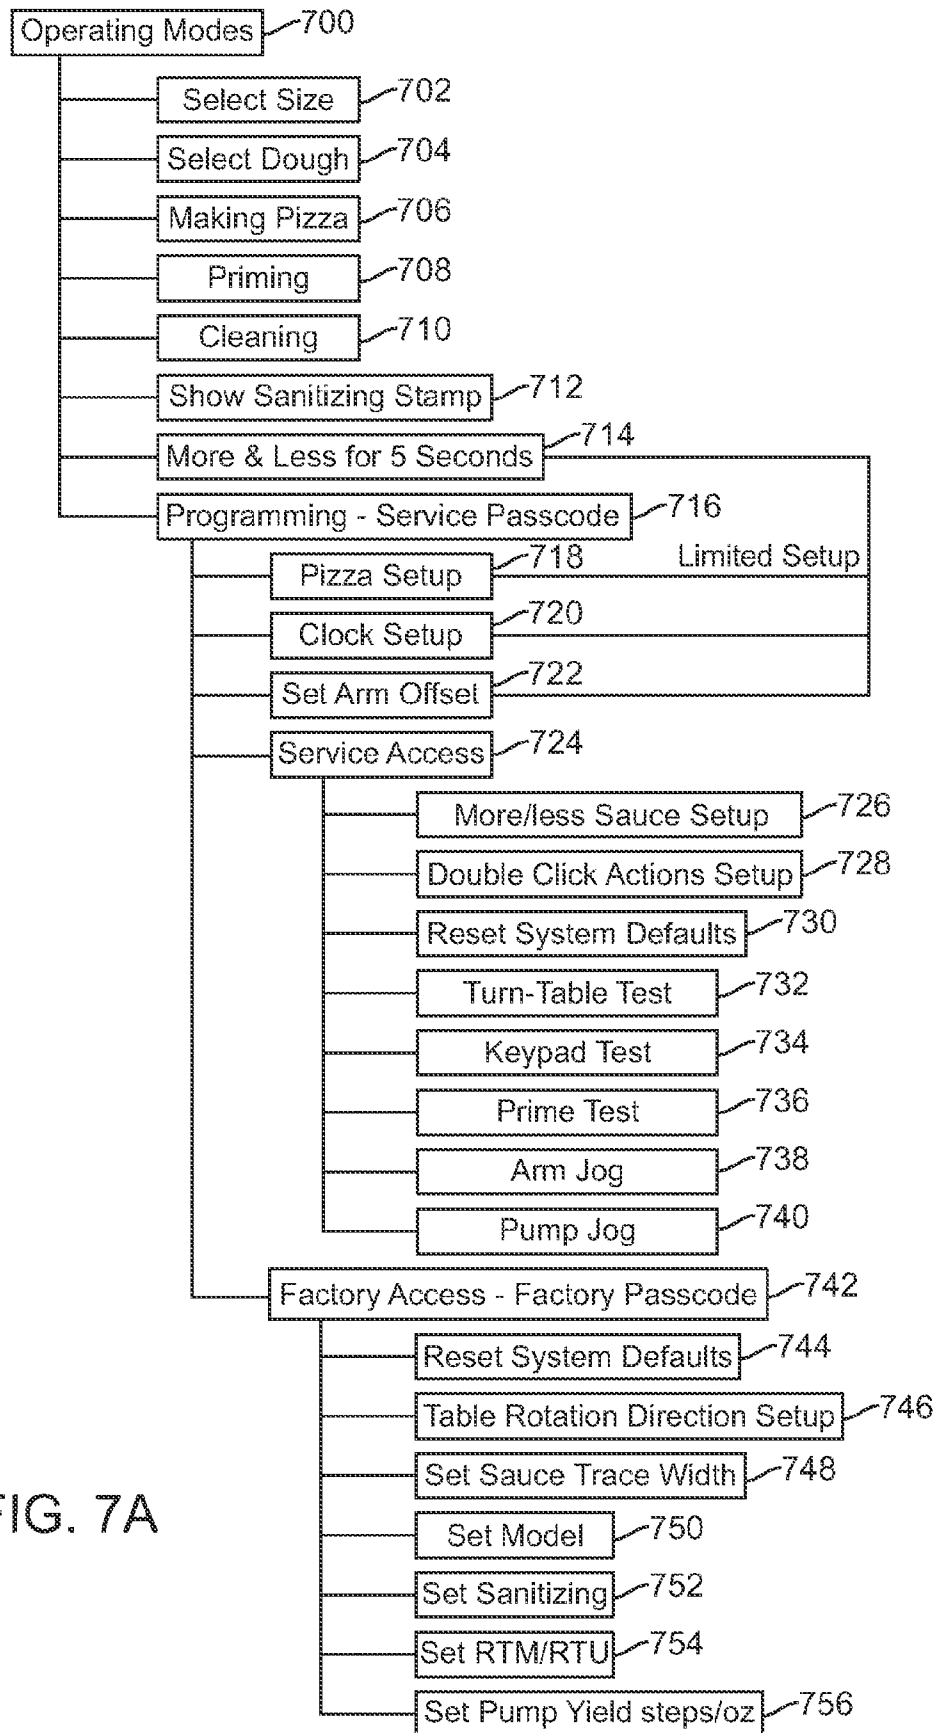 Operating Modes 700
Select Size 702
Select Dough 704
Making Pizza 706
Priming 708
Cleaning 710
Show Sanitizing Stamp 712
More & Less for 5 Seconds 714
Programming - Service Passcode 716
Pizza Setup 718 Limited Setup
Clock Setup 720
Set Arm Offset 722
Service Access 724
More/less Sauce Setup 726
Double Click Actions Setup 728
Reset System Defaults 730
Turn-Table Test 732
Keypad Test 734
Prime Test 736
Arm Jog 738
Pump Jog 740
Factory Access - Factory Passcode 742
Reset System Defaults 744
Table Rotation Direction Setup 746
Set Sauce Trace Width 748
FIG. 7A
Set Model 750
Set Sanitizing 752
Set RTM/RTU 754
Set Pump Yield steps/oz 756